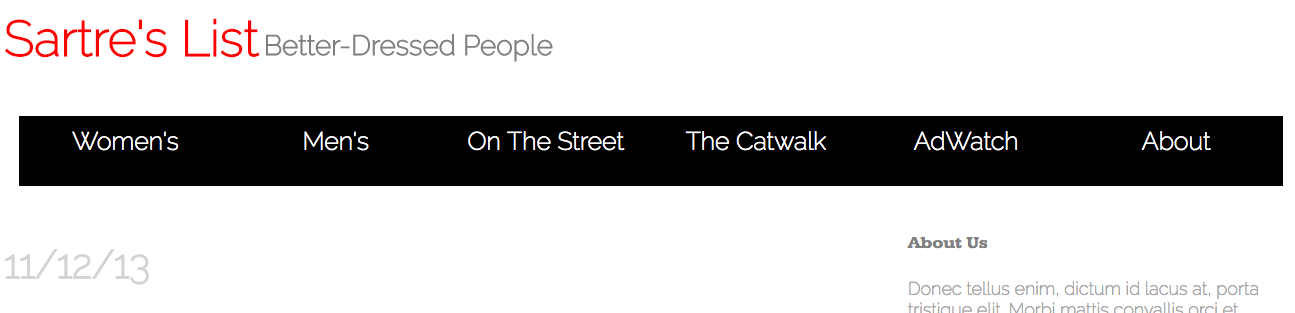 Sartre's List Better-Dressed People
Women's Men's On The Street The Catwalk AdWatch About
11/12/13
About Us
Donec tellus enim, dictum id lacus at, porta
tristique elit. Morbi mattis convallis orci et